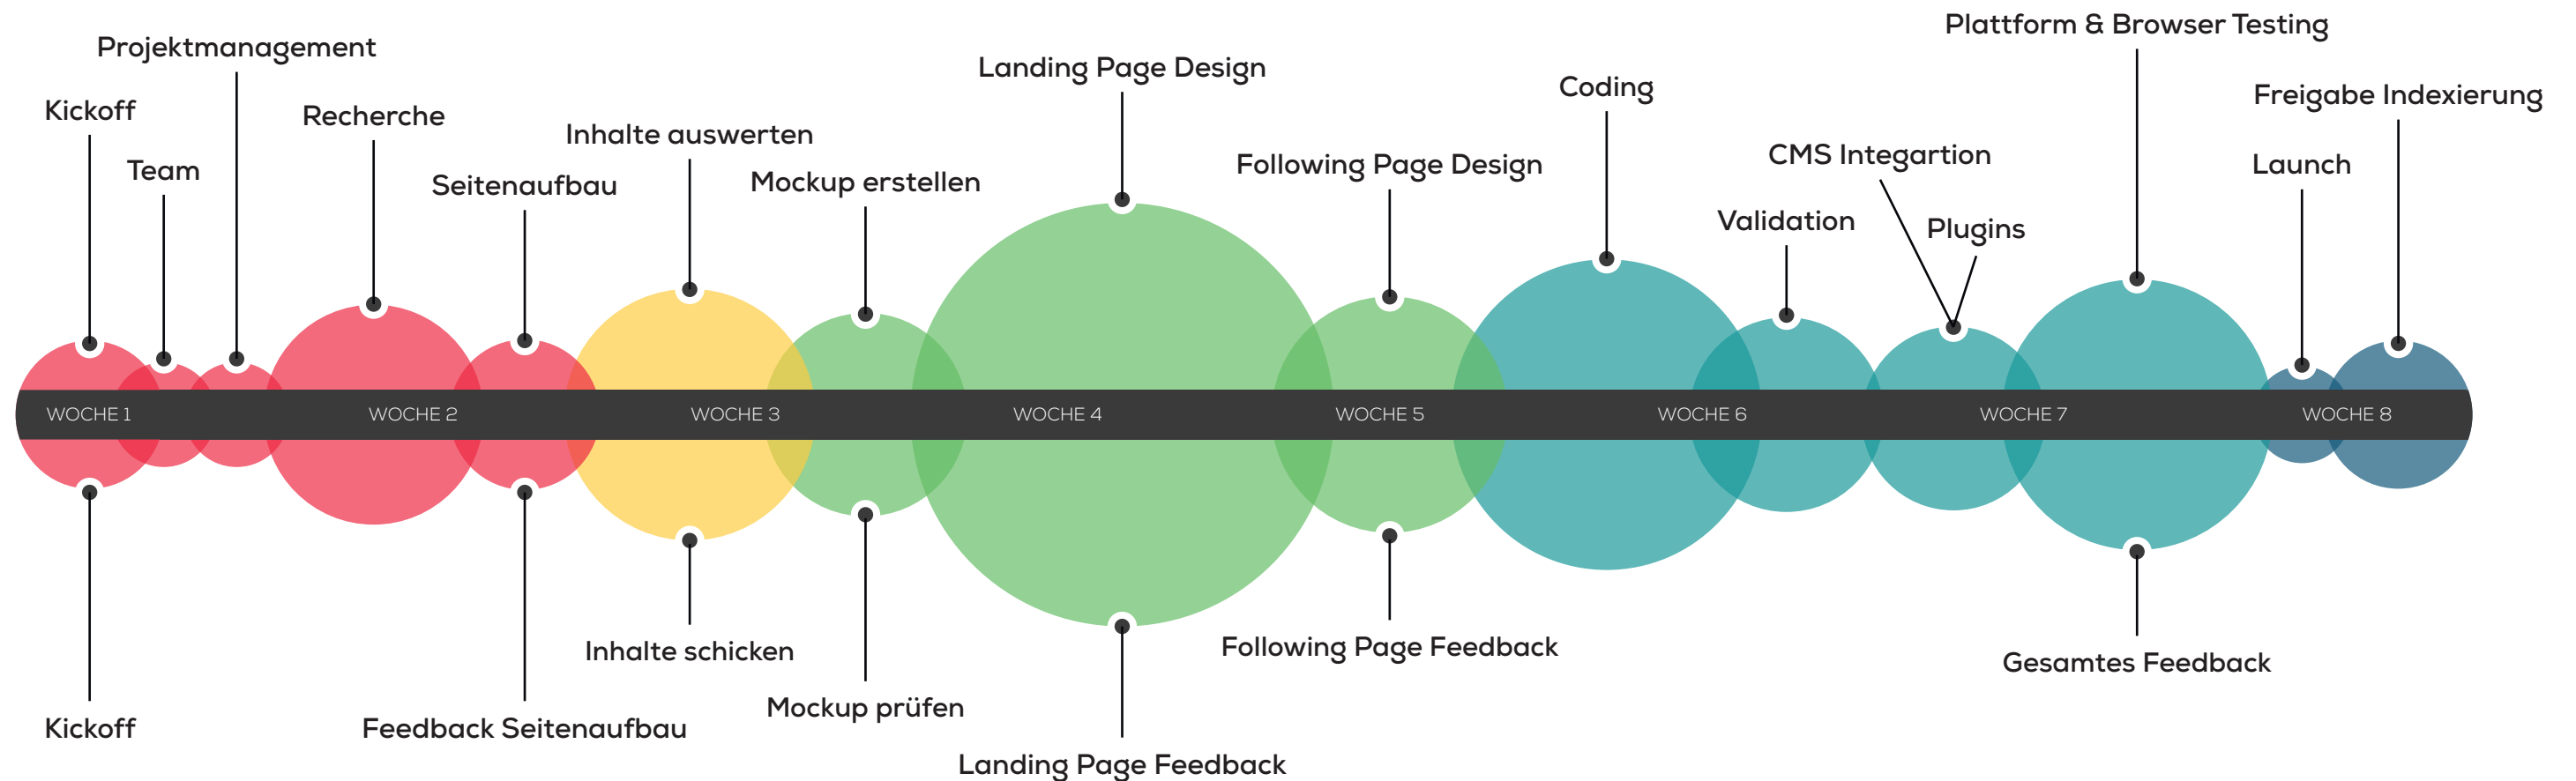 Plattform & Browser Testing
Projektmanagement
Landing Page Design
Coding
Freigabe Indexierung
Kickoff
Recherche
Inhalte auswerten
CMS Integartion
Following Page Design
Launch
Team
Mockup erstellen
Seitenaufbau
Validation
Plugins
WOCHE 1
WOCHE 2
WOCHE 3
WOCHE 4
WOCHE 5
WOCHE 6
WOCHE 7
WOCHE 8
Following Page Feedback
Inhalte schicken
Gesamtes Feedback
Mockup prüfen
Kickoff
Feedback Seitenaufbau
Landing Page Feedback